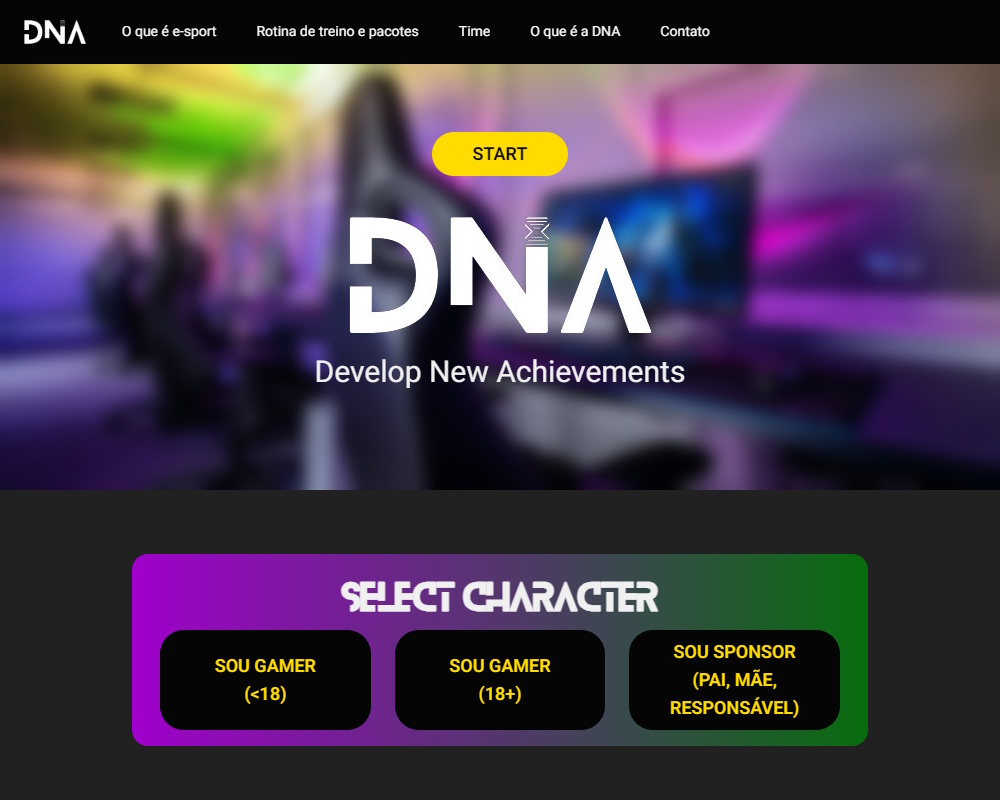 DNA
O que é e-sport
Rotina de treino e pacotes
Time
O que é a DNA
Contato
START
DNA
Develop New Achievements
SELECT CHARACTER
SOU GAMER
(<18)
SOU GAMER
(18+)
SOU SPONSOR
(PAI, MÃE,
RESPONSÁVEL)